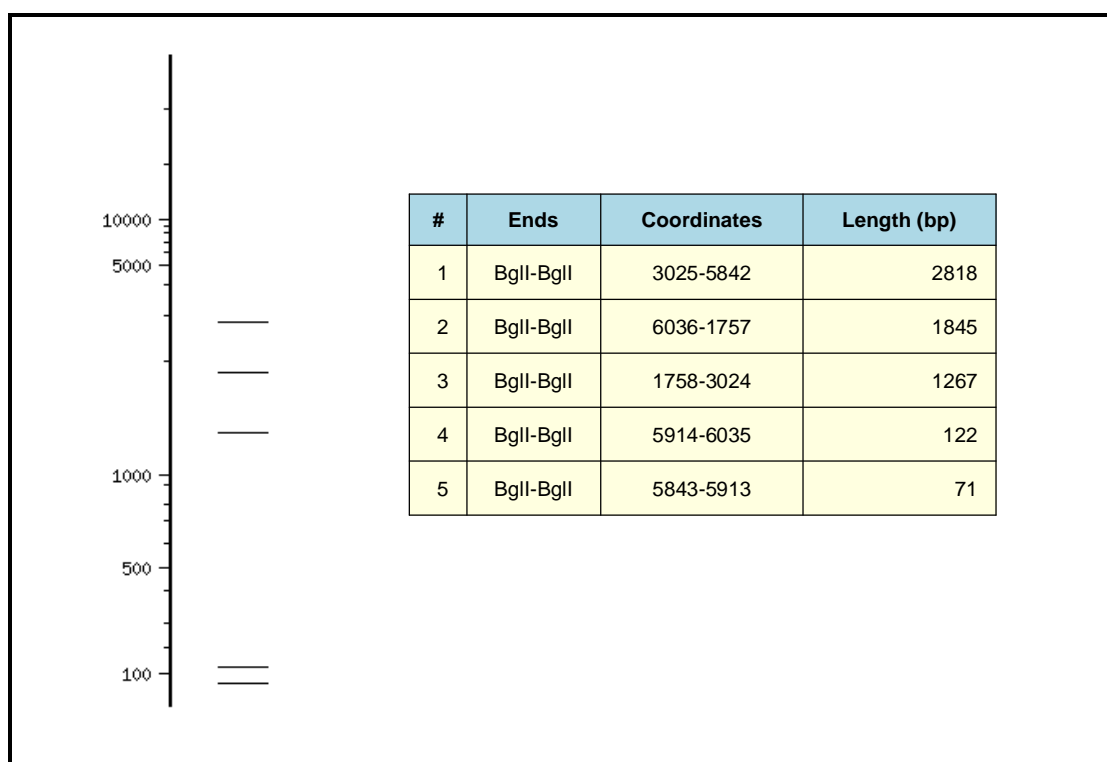 10000
5000
1000
500
100
# Ends Coordinates Length (bp)
1 BglI-BglI 3025-5842 2818
2 BglI-BglI 6036-1757 1845
3 BglI-BglI 1758-3024 1267
4 BglI-BglI 5914-6035 122
5 BglI-BglI 5843-5913 71